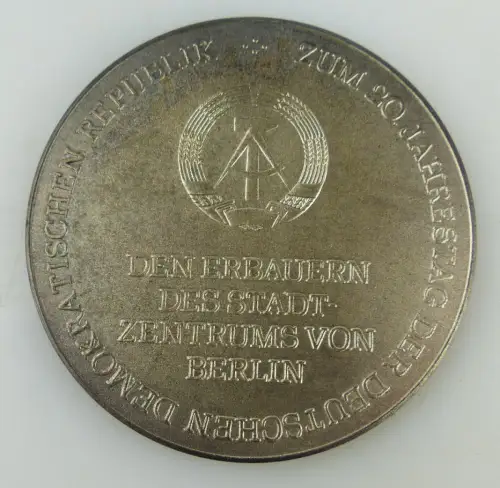 ZUM 20. JAHRESTAG DER DEUTSCHEN DEMOKRATISCHEN REPUBLIK
DEN ERBAUERN
DES STADT-
ZENTRUMS VON
BERLIN